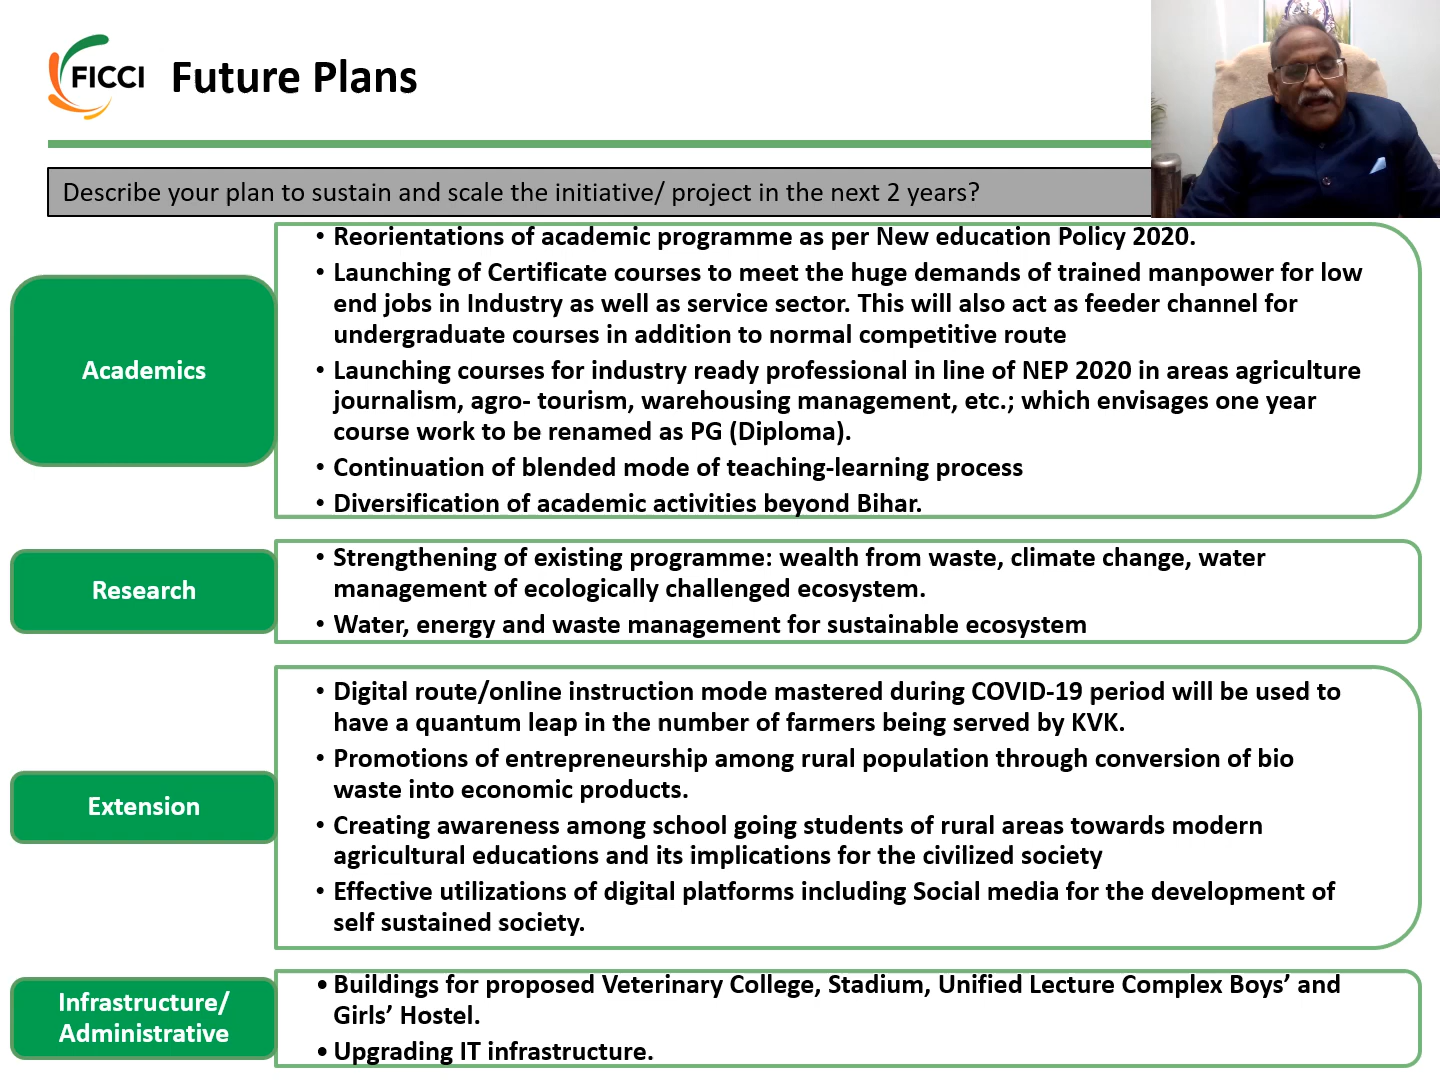 FICCI Future Plans
Describe your plan to sustain and scale the initiative/ project in the next 2 years?
Academics
• Reorientations of academic programme as per New education Policy 2020.
• Launching of Certificate courses to meet the huge demands of trained manpower for low
end jobs in Industry as well as service sector. This will also act as feeder channel for
undergraduate courses in addition to normal competitive route
• Launching courses for industry ready professional in line of NEP 2020 in areas agriculture
journalism, agro- tourism, warehousing management, etc.; which envisages one year
course work to be renamed as PG (Diploma).
• Continuation of blended mode of teaching-learning process
• Diversification of academic activities beyond Bihar.
Research
• Strengthening of existing programme: wealth from waste, climate change, water
management of ecologically challenged ecosystem.
• Water, energy and waste management for sustainable ecosystem
Extension
• Digital route/online instruction mode mastered during COVID-19 period will be used to
have a quantum leap in the number of farmers being served by KVK.
• Promotions of entrepreneurship among rural population through conversion of bio
waste into economic products.
• Creating awareness among school going students of rural areas towards modern
agricultural educations and its implications for the civilized society
• Effective utilizations of digital platforms including Social media for the development of
self sustained society.
Infrastructure/
Administrative
• Buildings for proposed Veterinary College, Stadium, Unified Lecture Complex Boys’ and
Girls’ Hostel.
• Upgrading IT infrastructure.